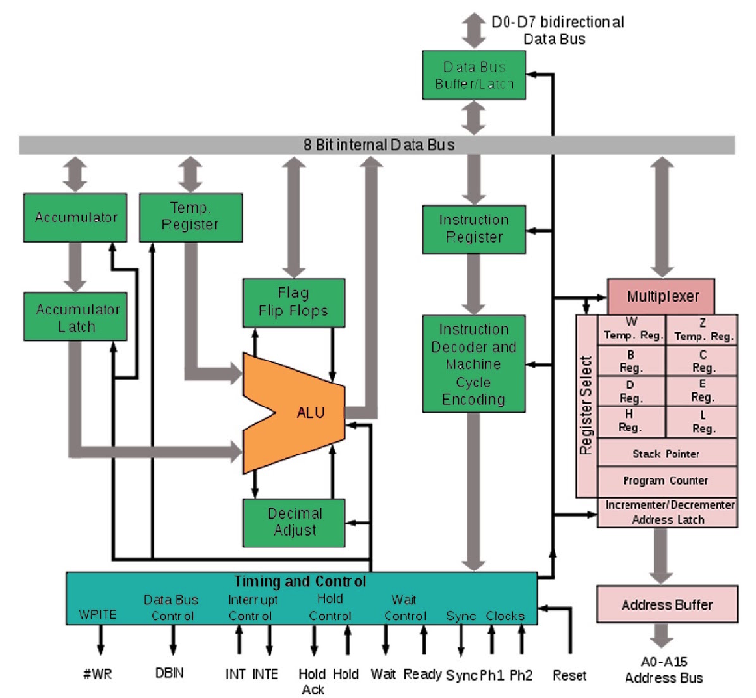 D0-D7 bidirectional
Data Bus
Data Bus
Buffer/Latch
8 Bit internal Data Bus
Accumulator
Temp.
Register
Instruction
Register
Multiplexer
Accumulator
Latch
Flag
Flip Flops
Instruction
Decoder and
Machine
Cycle
Encoding
ALU
Decimal
Adjust
Register Select
W
Temp. Reg.
Z
Temp. Reg.
B
Reg.
C
Reg.
D
Reg.
E
Reg.
H
Reg.
L
Reg.
Stack Pointer
Program Counter
Incrementer/Decrementer
Address Latch
Address Buffer
A0-A15
Address Bus
Timing and Control
WPITE
Data Bus
Control
Interrupt
Control
Hold
Control
Wait
Control
Sync
Clocks
#WR
DBIN
INT
INTE
Hold
Ack
Hold
Wait
Ready
Sync
Ph1
Ph2
Reset